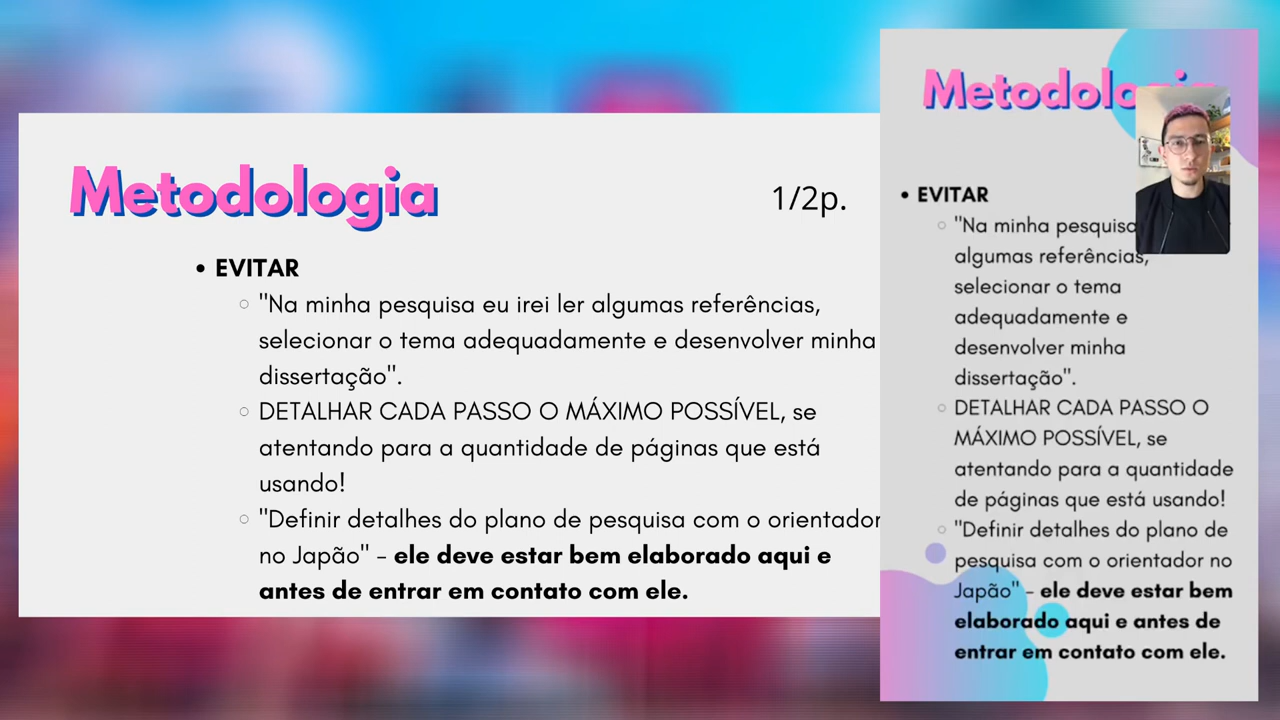 Metodologia
1/2p.
• EVITAR
○ "Na minha pesquisa eu irei ler algumas referências,
selecionar o tema adequadamente e desenvolver minha
dissertação".
○ DETALHAR CADA PASSO O MÁXIMO POSSÍVEL, se
atentando para a quantidade de páginas que está
usando!
○ "Definir detalhes do plano de pesquisa com o orientador
no Japão" - ele deve estar bem elaborado aqui e
antes de entrar em contato com ele.
Metodologia
• EVITAR
○ "Na minha pesquisa
algumas referências,
selecionar o tema
adequadamente e
desenvolver minha
dissertação".
○ DETALHAR CADA PASSO O
MÁXIMO POSSÍVEL, se
atentando para a quantidade
de páginas que está usando!
○ "Definir detalhes do plano de
pesquisa com o orientador no
Japão" - ele deve estar bem
elaborado aqui e antes de
entrar em contato com ele.